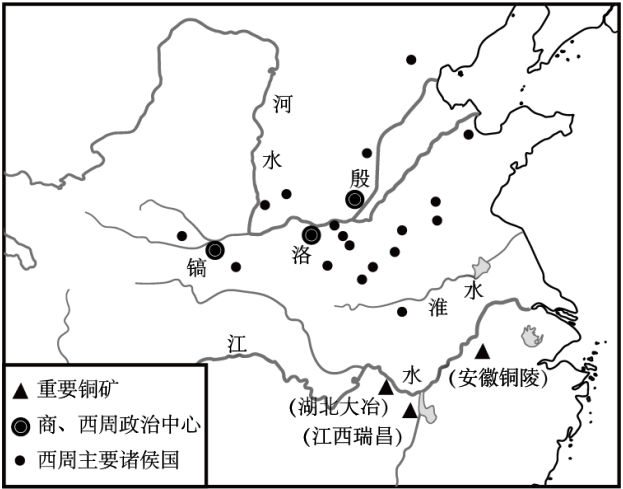 河
水
殷
洛
镐
淮
水
江
水
(安徽铜陵)
(湖北大冶)
(江西瑞昌)
重要铜矿
商、西周政治中心
西周主要诸侯国